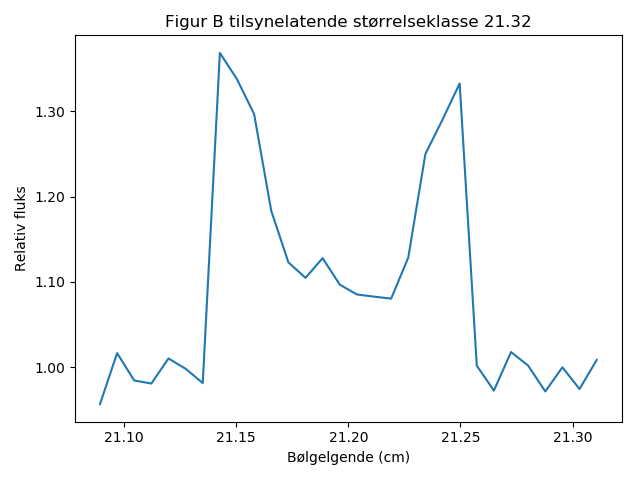 Figur B tilsynelatende størrelseklasse 21.32
1.30
1.20
1.10
1.00
Relativ fluks
21.10 21.15 21.20 21.25 21.30
Bølgelgende (cm)